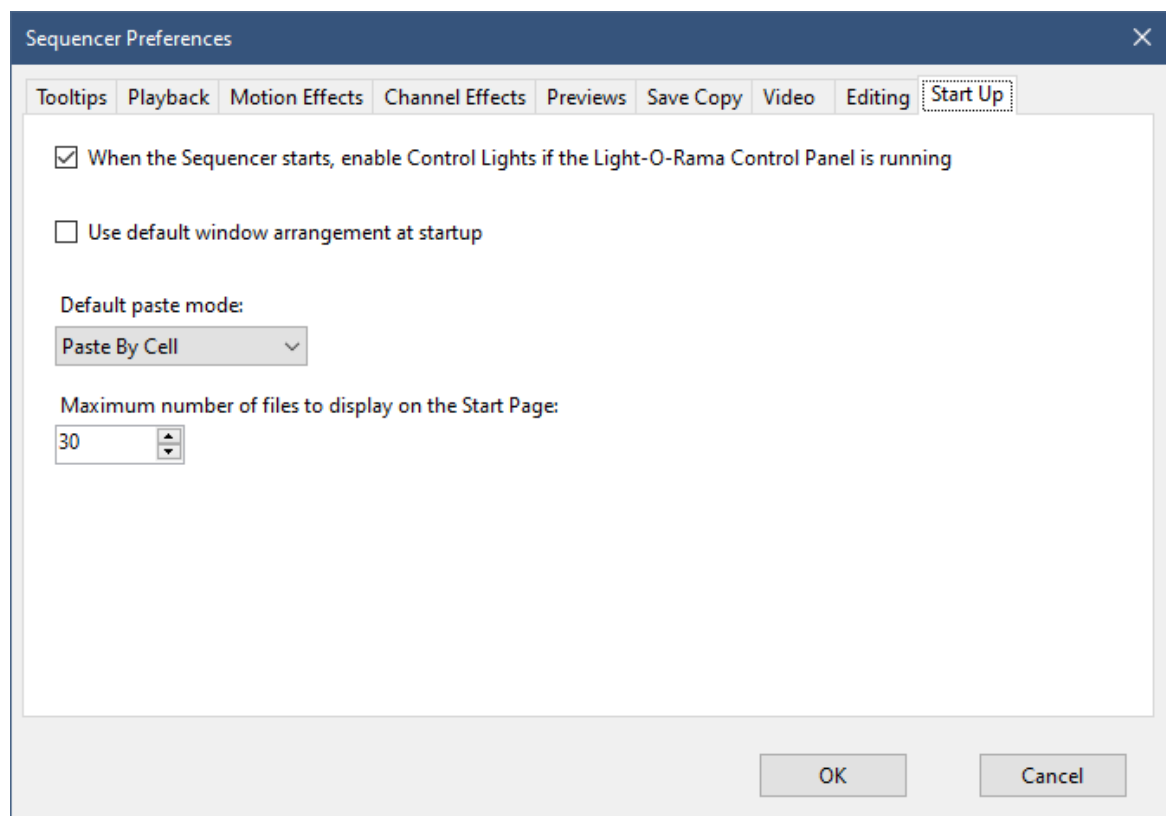 Sequencer Preferences
Tooltips Playback Motion Effects Channel Effects Previews Save Copy Video Editing Start Up
When the Sequencer starts, enable Control Lights if the Light-O-Rama Control Panel is running
Use default window arrangement at startup
Default paste mode:
Paste By Cell
Maximum number of files to display on the Start Page:
30
OK Cancel